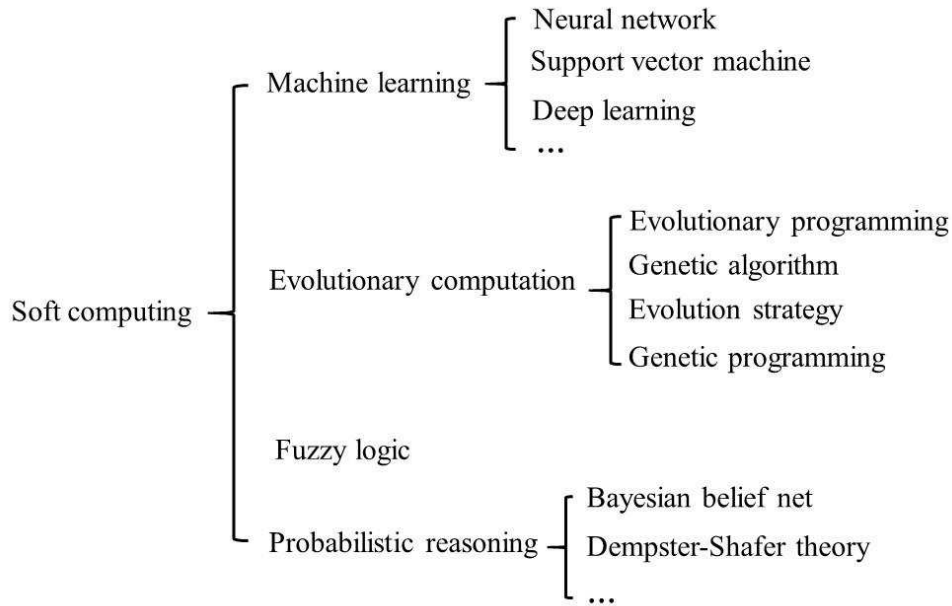 Neural network
Machine learning
Support vector machine
Deep learning
...
Evolutionary programming
Evolutionary computation
Genetic algorithm
Soft computing
Evolution strategy
Genetic programming
Fuzzy logic
Bayesian belief net
Probabilistic reasoning
Dempster-Shafer theory
...